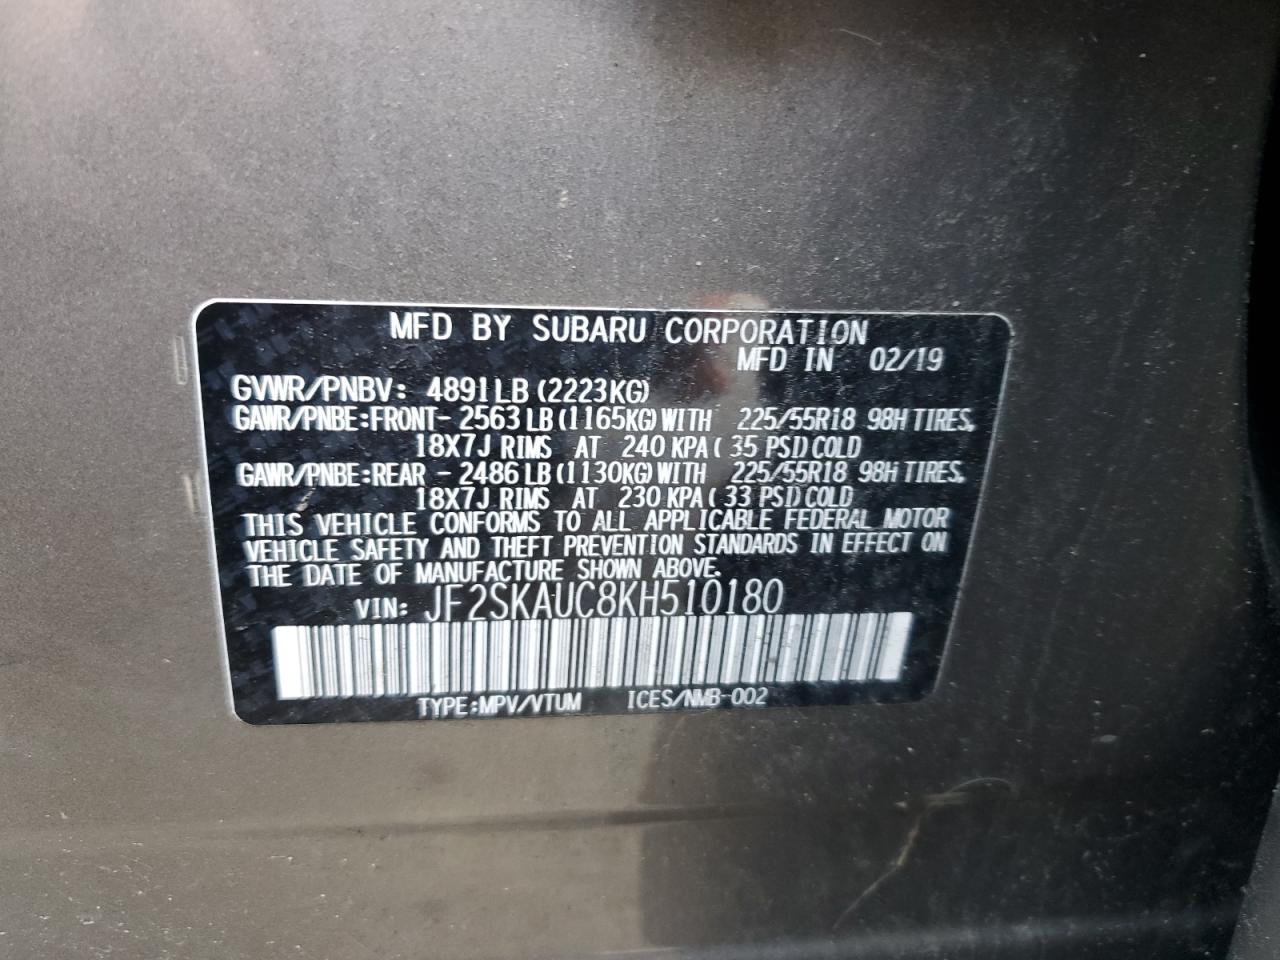 MFD BY SUBARU CORPORATION
MFD IN 02/19
GVWR/PNBV: 4891LB (2223KG)
GAWR/PNBE:FRONT- 2563 LB (1165KG) WITH 225/55R18 98H TIRES,
18X7J RIMS AT 240 KPA ( 35 PSI) COLD
GAWR/PNBE:REAR - 2486 LB (1130KG) WITH 225/55R18 98H TIRES,
18X7J RIMS AT 230 KPA ( 33 PSI) COLD
THIS VEHICLE CONFORMS TO ALL APPLICABLE FEDERAL MOTOR
VEHICLE SAFETY AND THEFT PREVENTION STANDARDS IN EFFECT ON
THE DATE OF MANUFACTURE SHOWN ABOVE.
VIN: JF2SKAUC8KH510180
TYPE:MPV/VTUM ICES/NMB-002